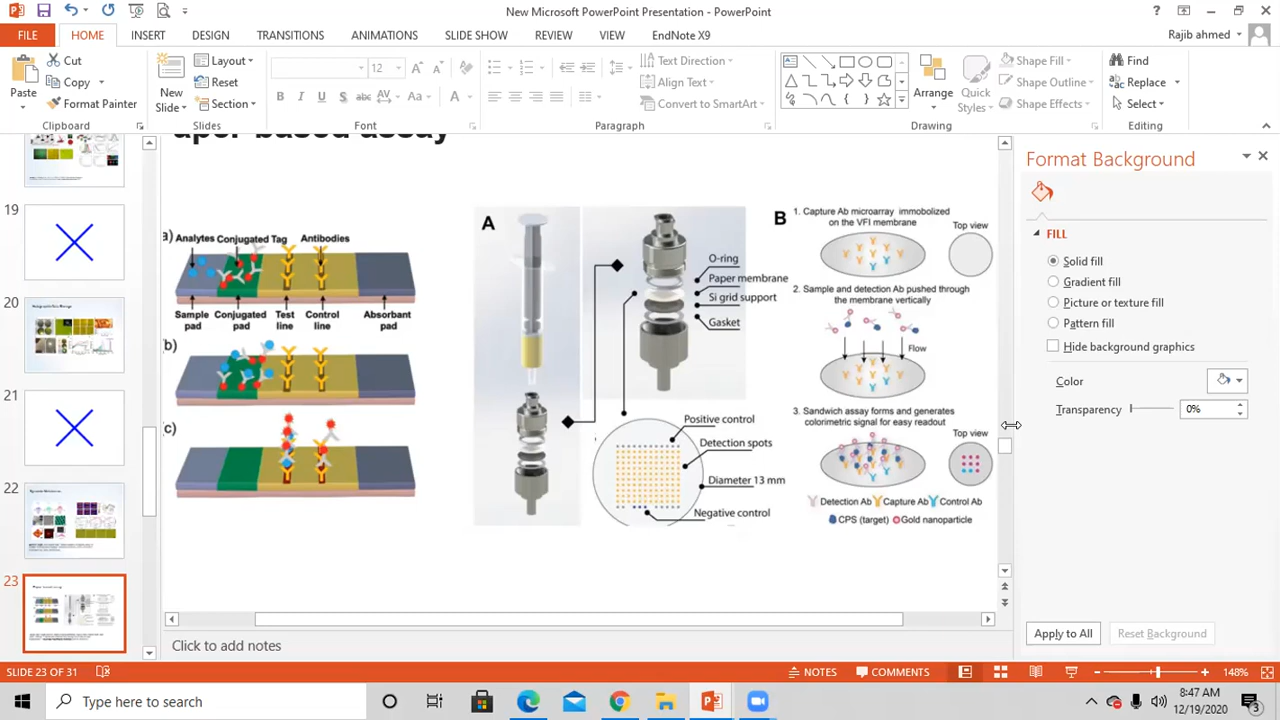 New Microsoft PowerPoint Presentation - PowerPoint
FILE HOME INSERT DESIGN TRANSITIONS ANIMATIONS SLIDE SHOW REVIEW VIEW EndNote X9 Rajib ahmed
Paste Cut Copy Format Painter
Clipboard
New Slide Layout Reset Section
Slides
12
B I U S abc AV Aa A
Font
Text Direction Align Text Convert to SmartArt
Paragraph
Arrange Quick Styles Shape Fill Shape Outline Shape Effects
Drawing
Find Replace Select
Editing
19
20
21
22
23
aper based assay
a)
Analytes Conjugated Tag Antibodies
Sample pad Conjugated pad Test line Control line Absorbant pad
(b)
(c)
A
O-ring
Paper membrane
Si grid support
Gasket
Positive control
Detection spots
Diameter 13 mm
Negative control
B
1. Capture Ab microarray immobolized
on the VFI membrane
Top view
2. Sample and detection Ab pushed through
the membrane vertically
Flow
3. Sandwich assay forms and generates
colorimetric signal for easy readout
Top view
Detection Ab Capture Ab Control Ab
CPS (target) Gold nanoparticle
Format Background
FILL
Solid fill
Gradient fill
Picture or texture fill
Pattern fill
Hide background graphics
Color
Transparency 0%
Apply to All Reset Background
Click to add notes
SLIDE 23 OF 31 NOTES COMMENTS 148%
Type here to search
8:47 AM
12/19/2020
3